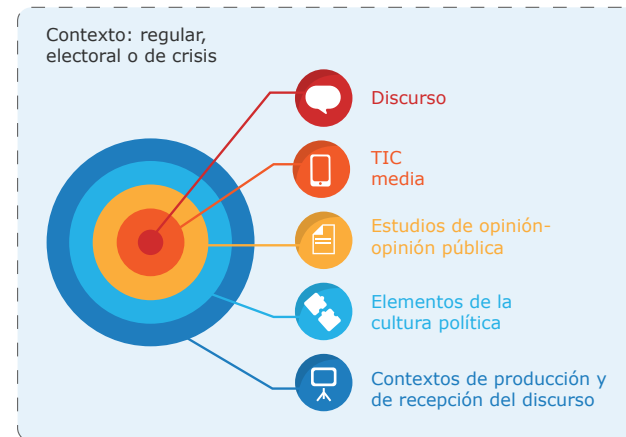 Contexto: regular,
electoral o de crisis
Discurso
TIC
media
Estudios de opinión-
opinión pública
Elementos de la
cultura política
Contextos de producción y
de recepción del discurso